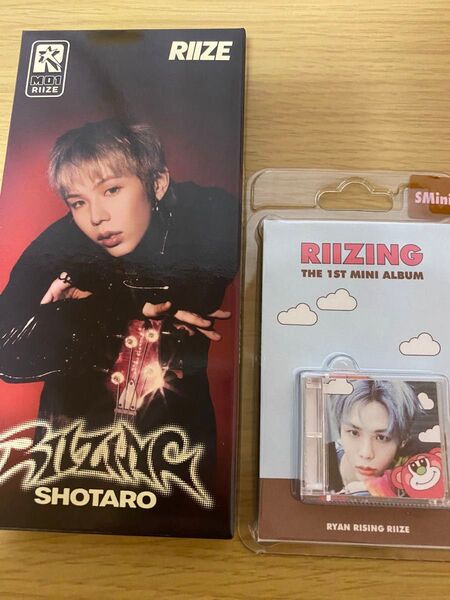 M01
RIIZE
RIIZE
RIIZING
SHOTARO
SMini
RIIZING
THE 1ST MINI ALBUM
RYAN RISING RIIZE